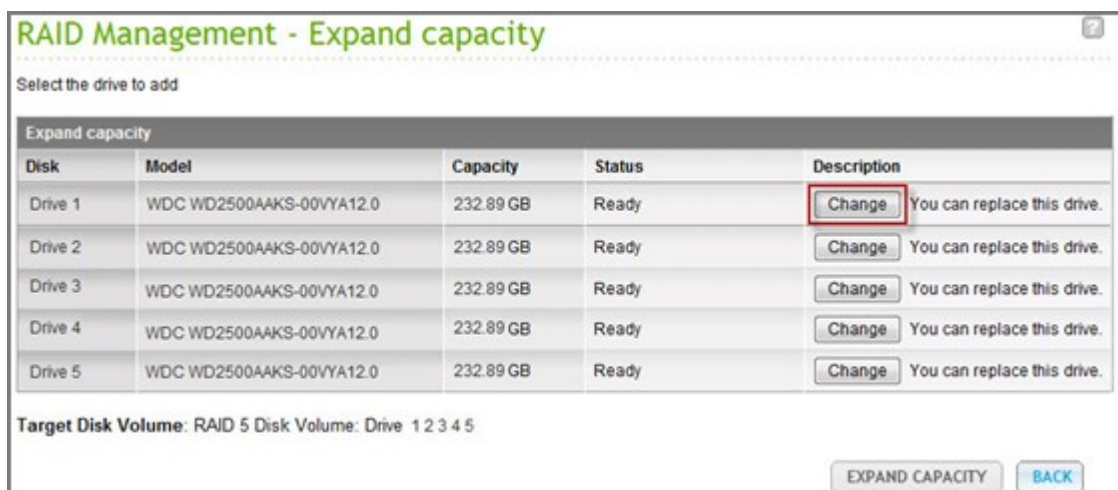 RAID Management - Expand capacity
?
Select the drive to add
Expand capacity
Disk Model Capacity Status Description
Drive 1 WDC WD2500AAKS-00VYA12.0 232.89 GB Ready Change You can replace this drive.
Drive 2 WDC WD2500AAKS-00VYA12.0 232.89 GB Ready Change You can replace this drive.
Drive 3 WDC WD2500AAKS-00VYA12.0 232.89 GB Ready Change You can replace this drive.
Drive 4 WDC WD2500AAKS-00VYA12.0 232.89 GB Ready Change You can replace this drive.
Drive 5 WDC WD2500AAKS-00VYA12.0 232.89 GB Ready Change You can replace this drive.
Target Disk Volume: RAID 5 Disk Volume: Drive 1 2 3 4 5
EXPAND CAPACITY BACK